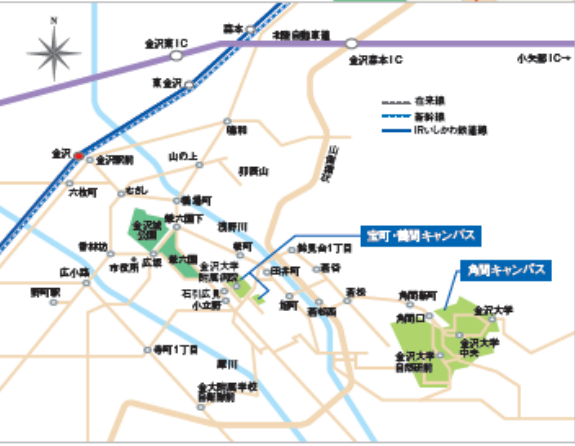 N
森本
北陸自動車道
金沢東IC
金沢森本IC
小矢部IC→
東金沢
在来線
新幹線
IRいしかわ鉄道線
鳴和
金沢
金沢駅前
山の上
卯辰山
山側環状
六枚町
むさし
橋場町
金沢城
公園
兼六園下
浅野川
宝町・鶴間キャンパス
香林坊
市役所
広坂
兼六園
桜町
鈴見台1丁目
角間キャンパス
広小路
金沢大学
附属病院
田井町
若松
野町駅
石引広見
小立野
旭町
若松西
角間新町
角間口
金沢大学
金沢大学
中央
金沢大学
自然研前
寺町1丁目
犀川
金大附属学校
自衛隊前